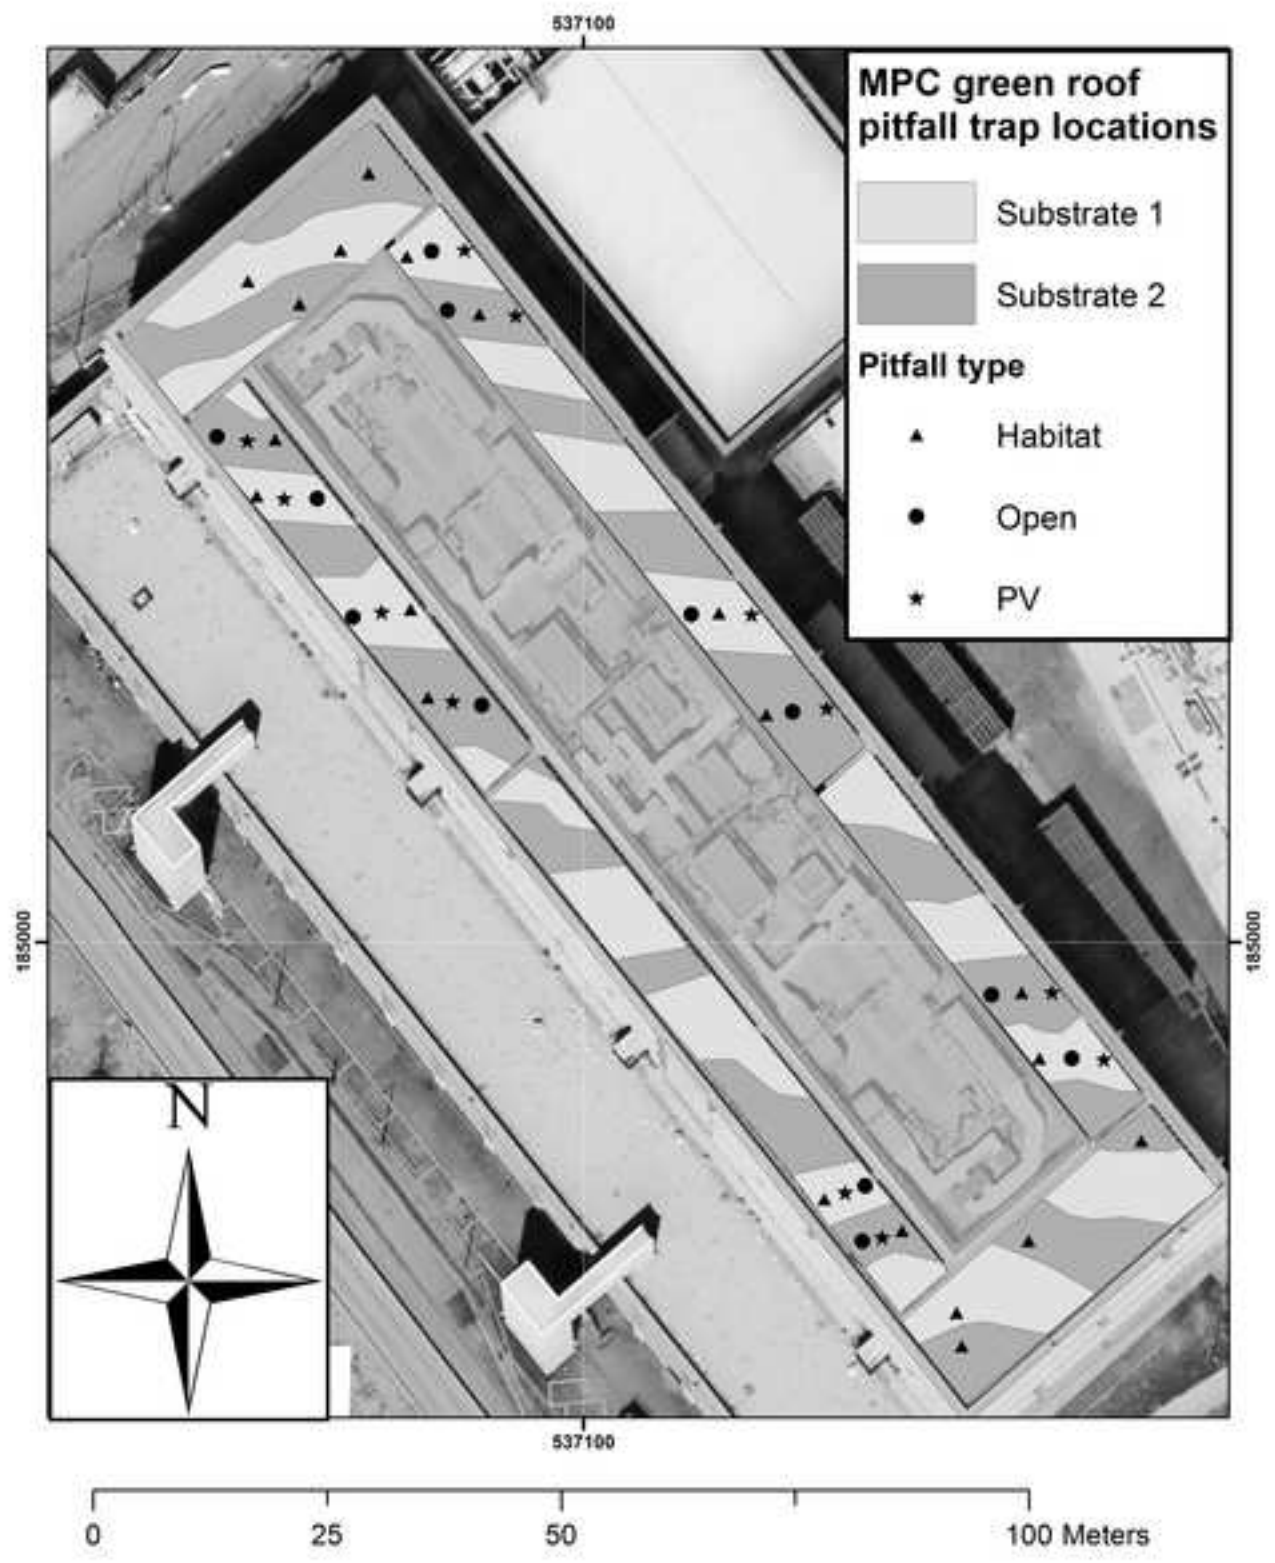 537100
MPC green roof
pitfall trap locations
Substrate 1
Substrate 2
Pitfall type
Habitat
Open
PV
185000
185000
N
537100
0 25 50 100 Meters